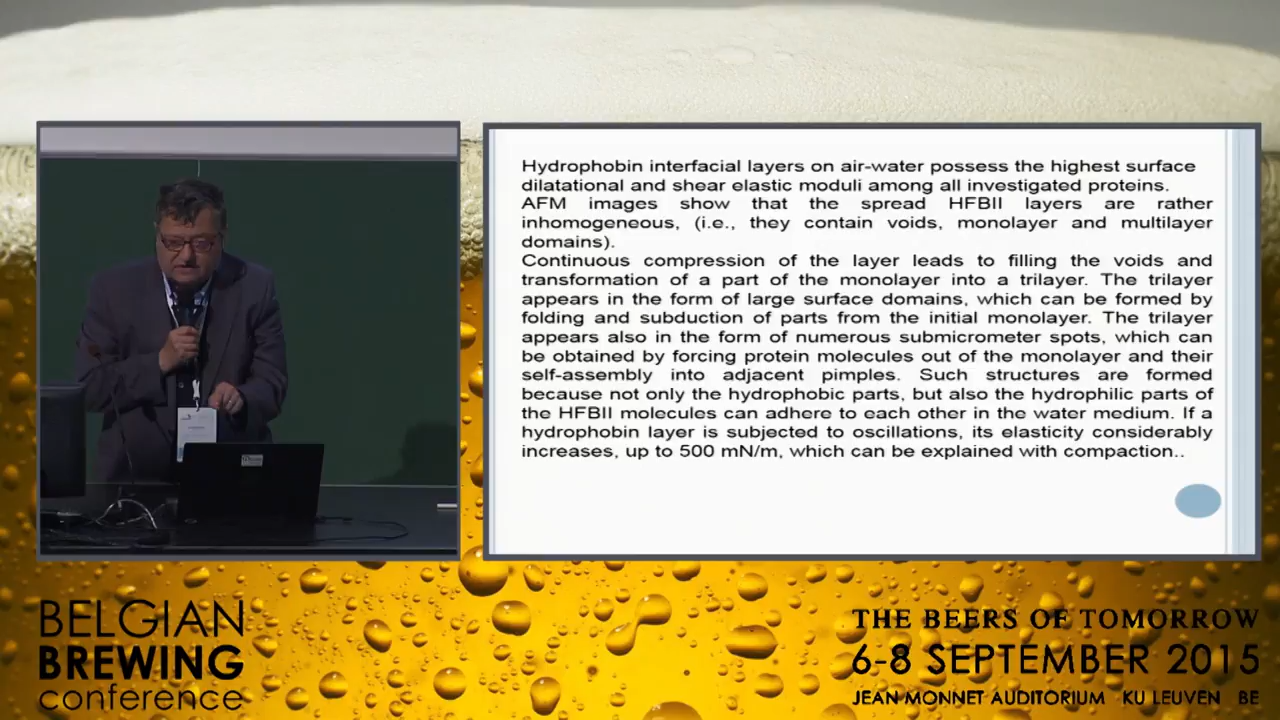 Hydrophobin interfacial layers on air-water possess the highest surface
dilatational and shear elastic moduli among all investigated proteins.
AFM images show that the spread HFBII layers are rather
inhomogeneous, (i.e., they contain voids, monolayer and multilayer
domains).
Continuous compression of the layer leads to filling the voids and
transformation of a part of the monolayer into a trilayer. The trilayer
appears in the form of large surface domains, which can be formed by
folding and subduction of parts from the initial monolayer. The trilayer
appears also in the form of numerous submicrometer spots, which can
be obtained by forcing protein molecules out of the monolayer and their
self-assembly into adjacent pimples. Such structures are formed
because not only the hydrophobic parts, but also the hydrophilic parts of
the HFBII molecules can adhere to each other in the water medium. If a
hydrophobin layer is subjected to oscillations, its elasticity considerably
increases, up to 500 mN/m, which can be explained with compaction..
BELGIAN
BREWING
conference
THE BEERS OF TOMORROW
6-8 SEPTEMBER 2015
JEAN MONNET AUDITORIUM KU LEUVEN BE